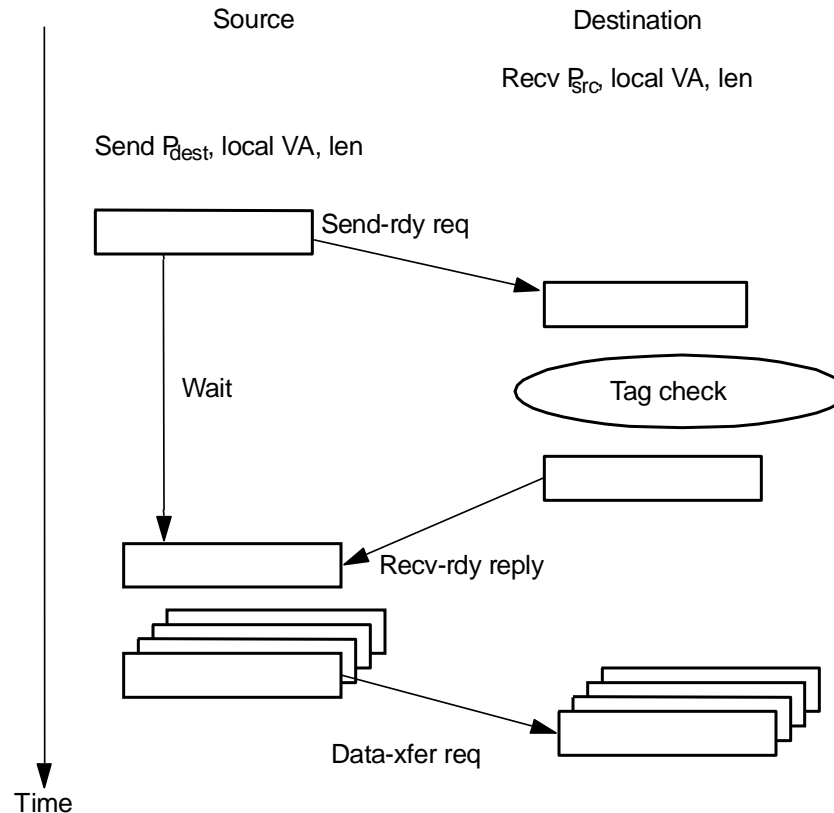 Source
Destination
Recv Psrc, local VA, len
Send Pdest, local VA, len
Send-rdy req
Wait
Tag check
Recv-rdy reply
Data-xfer req
Time